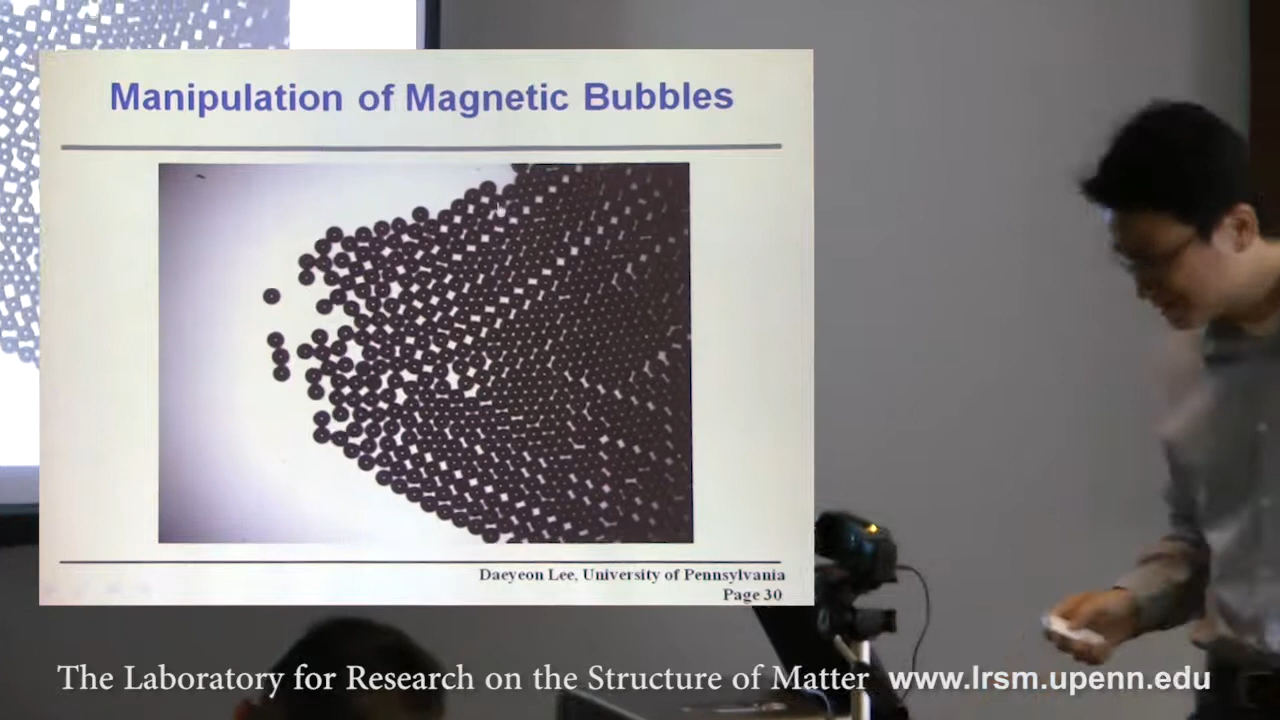 Manipulation of Magnetic Bubbles
Daeyeon Lee, University of Pennsylvania
Page 30
The Laboratory for Research on the Structure of Matter www.lrsm.upenn.edu